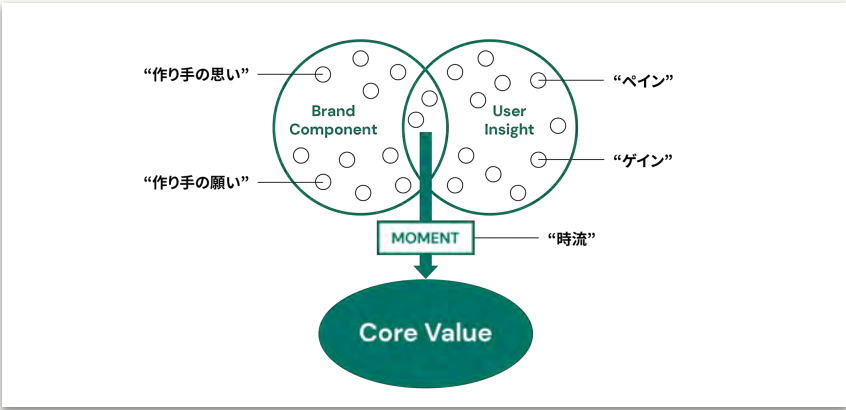 “作り手の思い”
“ペイン”
Brand
Component
User
Insight
“ゲイン”
“作り手の願い”
MOMENT
“時流”
Core Value